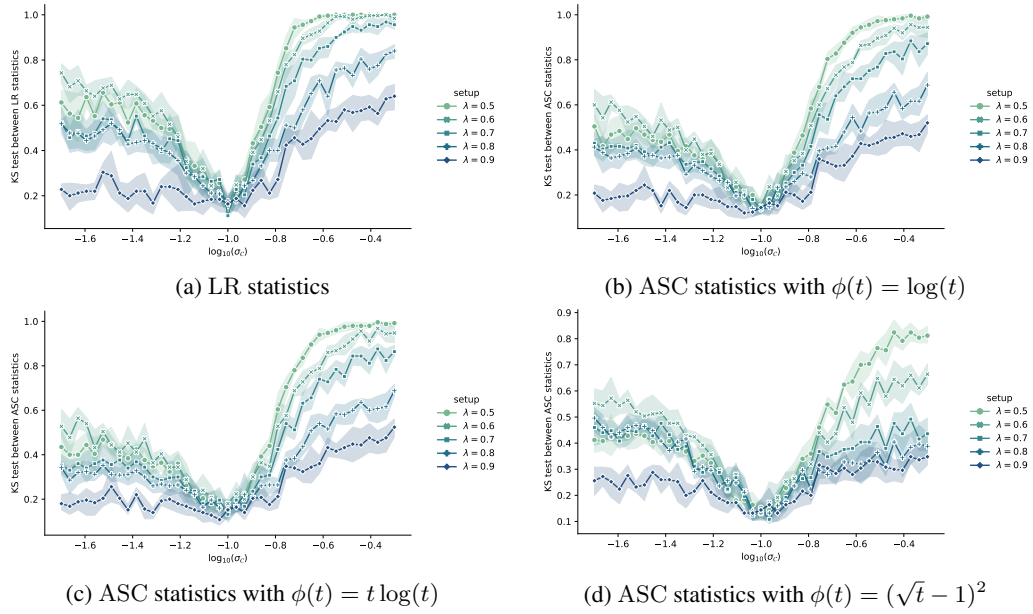 1.0
0.8
0.6
0.4
0.2
KS test between LR statistics
−1.6 −1.4 −1.2 −1.0 −0.8 −0.6 −0.4
log₁₀(σ_C)
setup
λ = 0.5
λ = 0.6
λ = 0.7
λ = 0.8
λ = 0.9
(a) LR statistics
1.0
0.8
0.6
0.4
0.2
KS test between ASC statistics
−1.6 −1.4 −1.2 −1.0 −0.8 −0.6 −0.4
log₁₀(σ_C)
setup
λ = 0.5
λ = 0.6
λ = 0.7
λ = 0.8
λ = 0.9
(b) ASC statistics with ϕ(t) = log(t)
1.0
0.8
0.6
0.4
0.2
KS test between ASC statistics
−1.6 −1.4 −1.2 −1.0 −0.8 −0.6 −0.4
log₁₀(σ_C)
setup
λ = 0.5
λ = 0.6
λ = 0.7
λ = 0.8
λ = 0.9
(c) ASC statistics with ϕ(t) = t log(t)
0.9
0.8
0.7
0.6
0.5
0.4
0.3
0.2
0.1
KS test between ASC statistics
−1.6 −1.4 −1.2 −1.0 −0.8 −0.6 −0.4
log₁₀(σ_C)
setup
λ = 0.5
λ = 0.6
λ = 0.7
λ = 0.8
λ = 0.9
(d) ASC statistics with ϕ(t) = (√t − 1)²